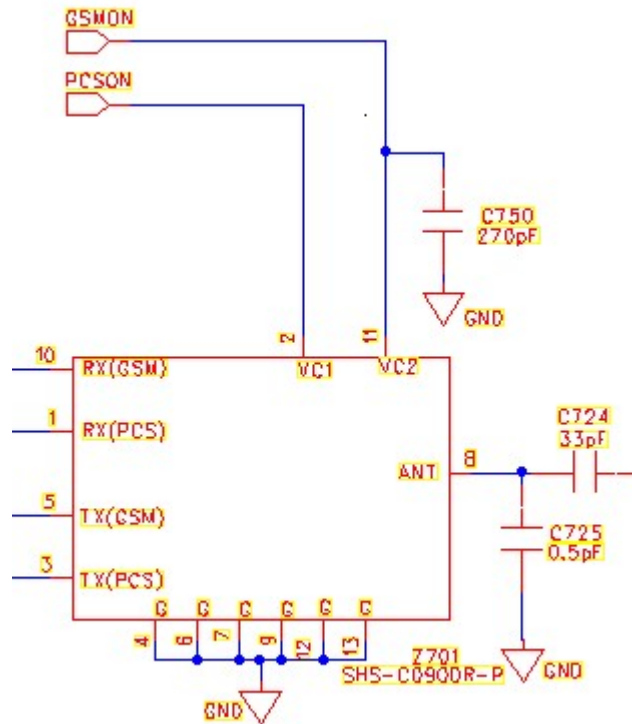 GSMON
PCSON
C750
270pF
GND
2
11
10
RX(GSM)
VC1
VC2
1
RX(PCS)
C724
33pF
8
ANT
5
TX(GSM)
C725
0.5pF
3
TX(PCS)
G G G G G G
4 6 7 9 12 13
Z701
SHS-C0900R-P
GND
GND